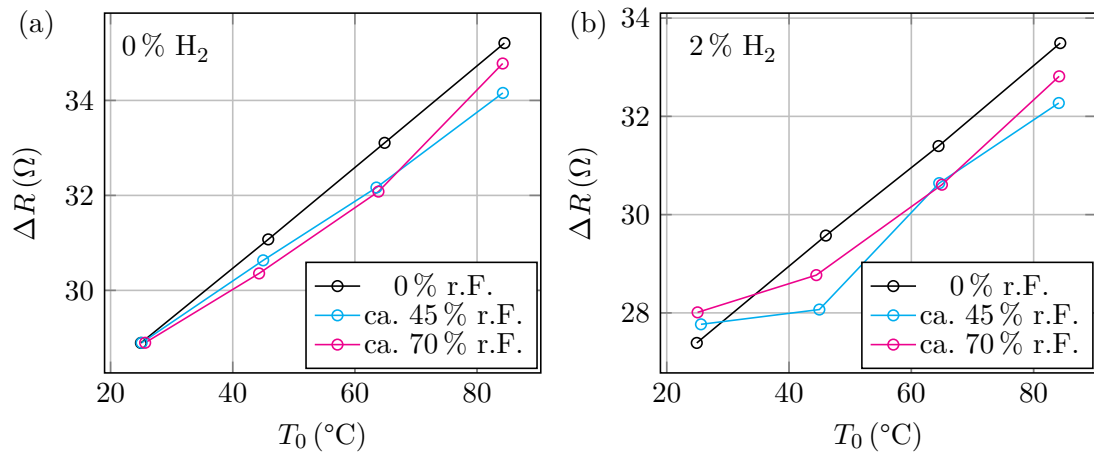 (a)
0 % H₂
ΔR (Ω)
34
32
30
20
40
60
80
T₀ (°C)
0 % r.F.
ca. 45 % r.F.
ca. 70 % r.F.
(b)
2 % H₂
ΔR (Ω)
34
32
30
28
20
40
60
80
T₀ (°C)
0 % r.F.
ca. 45 % r.F.
ca. 70 % r.F.